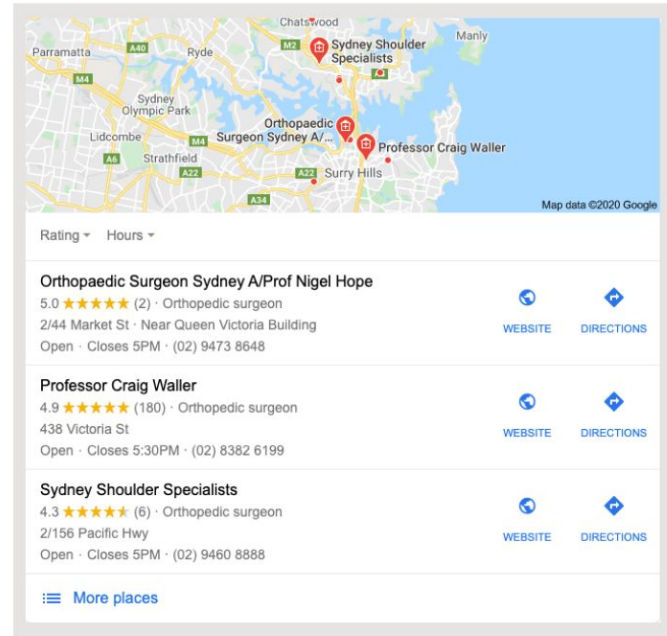 Chatswood
Manly
M2
Sydney Shoulder
Specialists
Parramatta
A40
Ryde
M4
Sydney
Olympic Park
Orthopaedic
Surgeon Sydney A/...
Lidcombe
M4
Professor Craig Waller
A6
Strathfield
A22
A22
Surry Hills
A34
Map data ©2020 Google
Rating
Hours
Orthopaedic Surgeon Sydney A/Prof Nigel Hope
5.0 ★★★★★ (2) · Orthopedic surgeon
2/44 Market St · Near Queen Victoria Building
Open · Closes 5PM · (02) 9473 8648
WEBSITE
DIRECTIONS
Professor Craig Waller
4.9 ★★★★★ (180) · Orthopedic surgeon
438 Victoria St
Open · Closes 5:30PM · (02) 8382 6199
WEBSITE
DIRECTIONS
Sydney Shoulder Specialists
4.3 (6) · Orthopedic surgeon
2/156 Pacific Hwy
Open · Closes 5PM · (02) 9460 8888
WEBSITE
DIRECTIONS
More places